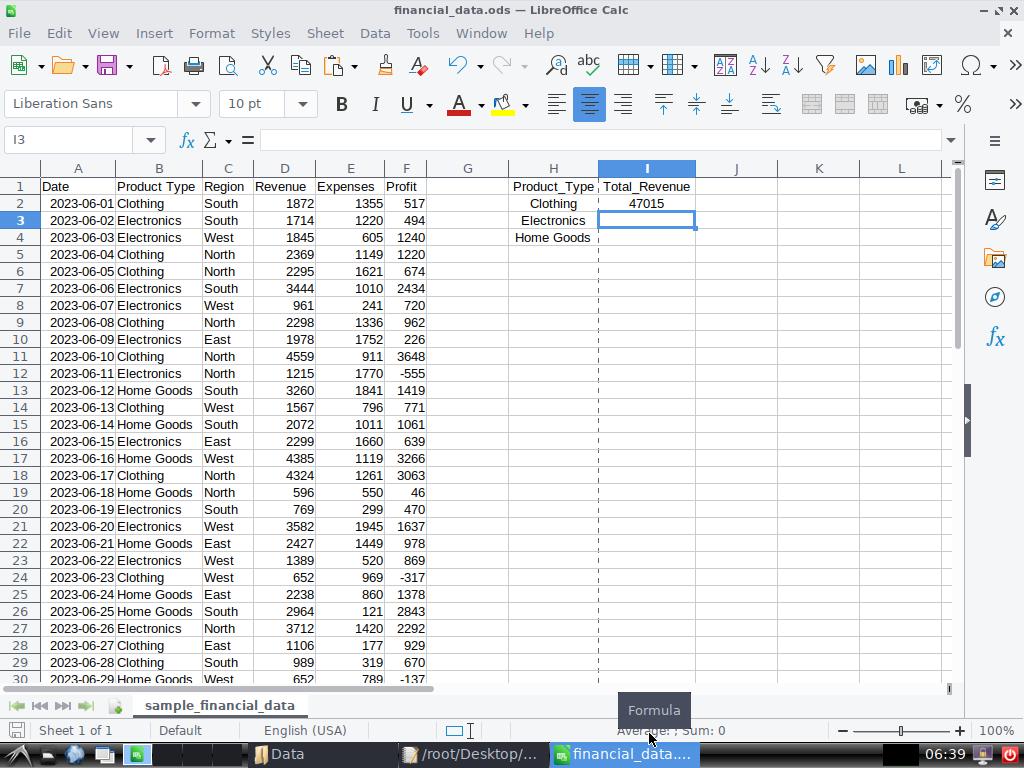 financial_data.ods — LibreOffice Calc
File Edit View Insert Format Styles Sheet Data Tools Window Help
Liberation Sans 10 pt B I U A %
I3 fx Σ =
A B C D E F G H I J K L
1 Date Product Type Region Revenue Expenses Profit Product_Type Total_Revenue
2 2023-06-01 Clothing South 1872 1355 517 Clothing 47015
3 2023-06-02 Electronics South 1714 1220 494 Electronics
4 2023-06-03 Electronics West 1845 605 1240 Home Goods
5 2023-06-04 Clothing North 2369 1149 1220
6 2023-06-05 Clothing North 2295 1621 674
7 2023-06-06 Electronics South 3444 1010 2434
8 2023-06-07 Electronics West 961 241 720
9 2023-06-08 Clothing North 2298 1336 962
10 2023-06-09 Electronics East 1978 1752 226
11 2023-06-10 Clothing North 4559 911 3648
12 2023-06-11 Electronics North 1215 1770 -555
13 2023-06-12 Home Goods South 3260 1841 1419
14 2023-06-13 Clothing West 1567 796 771
15 2023-06-14 Home Goods South 2072 1011 1061
16 2023-06-15 Electronics East 2299 1660 639
17 2023-06-16 Home Goods West 4385 1119 3266
18 2023-06-17 Clothing North 4324 1261 3063
19 2023-06-18 Home Goods North 596 550 46
20 2023-06-19 Electronics South 769 299 470
21 2023-06-20 Electronics West 3582 1945 1637
22 2023-06-21 Home Goods East 2427 1449 978
23 2023-06-22 Electronics West 1389 520 869
24 2023-06-23 Clothing West 652 969 -317
25 2023-06-24 Home Goods East 2238 860 1378
26 2023-06-25 Home Goods South 2964 121 2843
27 2023-06-26 Electronics North 3712 1420 2292
28 2023-06-27 Clothing East 1106 177 929
29 2023-06-28 Clothing South 989 319 670
30 2023-06-29 Home Goods West 652 789 -137
sample_financial_data
Formula
Sheet 1 of 1 Default English (USA) Average: ; Sum: 0 100%
Data /root/Desktop/... financial_data.... 06:39